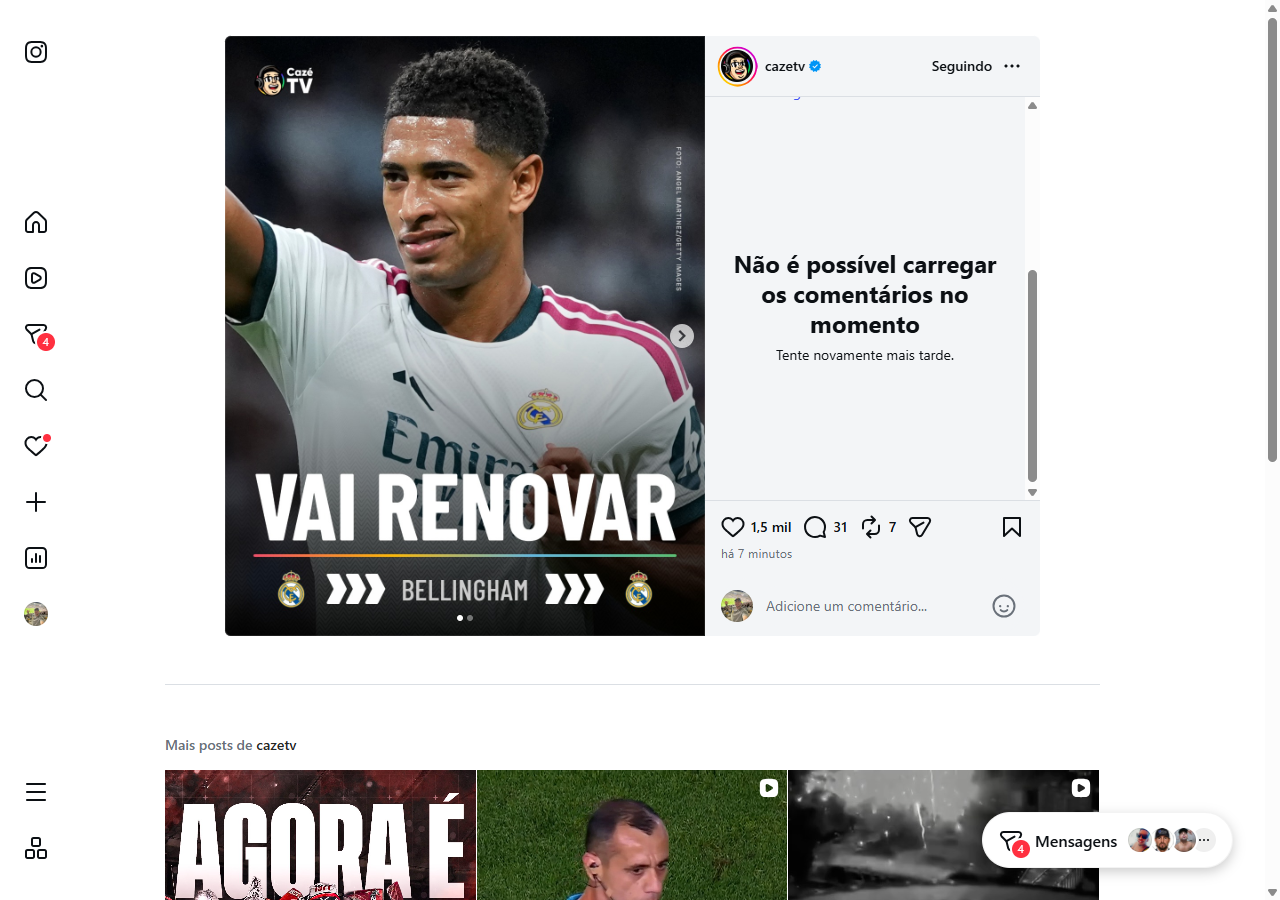 Cazé
TV
FOTO: ANGEL MARTINEZ/GETTY IMAGES
Emirates
VAI RENOVAR
BELLINGHAM
cazetv
Seguindo
Não é possível carregar
os comentários no
momento
Tente novamente mais tarde.
1,5 mil
31
7
há 7 minutos
Adicione um comentário...
4
Mais posts de cazetv
AGORA É
4
Mensagens